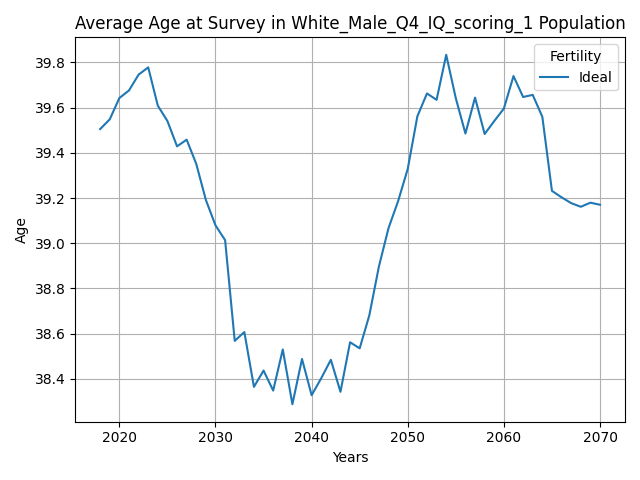 Average Age at Survey in White_Male_Q4_IQ_scoring_1 Population
Fertility
Ideal
39.8
39.6
39.4
39.2
39.0
38.8
38.6
38.4
Age
2020 2030 2040 2050 2060 2070
Years